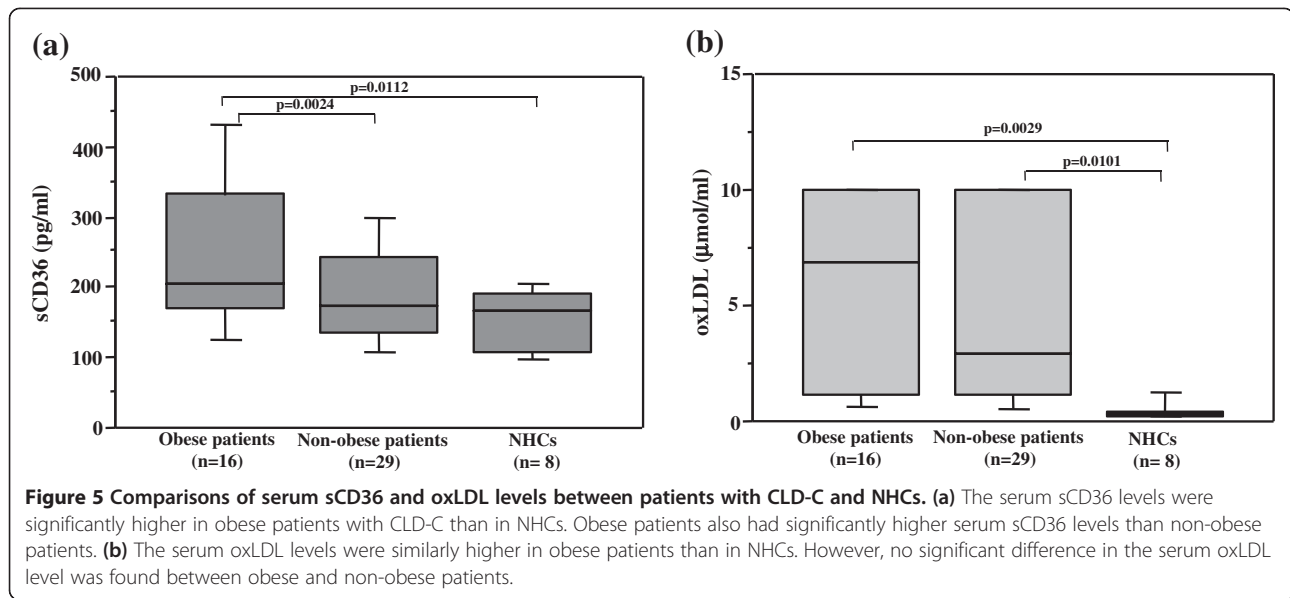 (a)
500
400
300
200
100
0
sCD36 (pg/ml)
p=0.0112
p=0.0024
Obese patients
(n=16)
Non-obese patients
(n=29)
NHCs
(n= 8)
(b)
15
10
5
0
oxLDL (μmol/ml)
p=0.0029
p=0.0101
Obese patients
(n=16)
Non-obese patients
(n=29)
NHCs
(n= 8)
Figure 5 Comparisons of serum sCD36 and oxLDL levels between patients with CLD-C and NHCs. (a) The serum sCD36 levels were
significantly higher in obese patients with CLD-C than in NHCs. Obese patients also had significantly higher serum sCD36 levels than non-obese
patients. (b) The serum oxLDL levels were similarly higher in obese patients than in NHCs. However, no significant difference in the serum oxLDL
level was found between obese and non-obese patients.